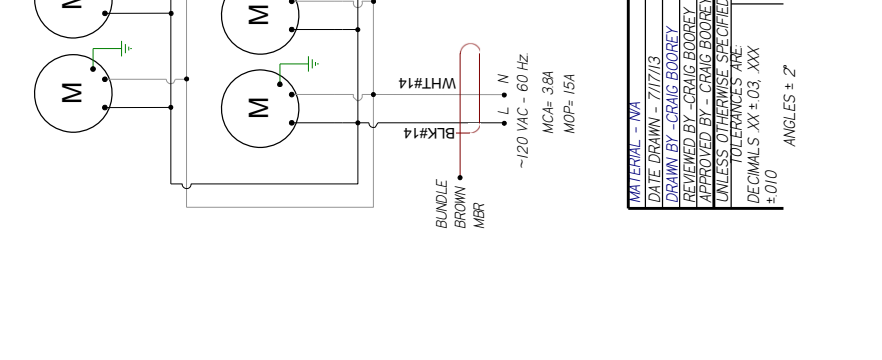 M
M
M
M
WHT#14
BLK#14
N
L
~120 VAC - 60 Hz.
MCA= 3.8A
MOP= 15A
BUNDLE
BROWN
MBR
MATERIAL - N/A
DATE DRAWN - 7/17/13
DRAWN BY -CRAIG BOOREY
REVIEWED BY -CRAIG BOOREY
APPROVED BY - CRAIG BOOREY
UNLESS OTHERWISE SPECIFIED
TOLERANCES ARE:
DECIMALS .XX ±.03, .XXX
±.010
ANGLES ± 2°